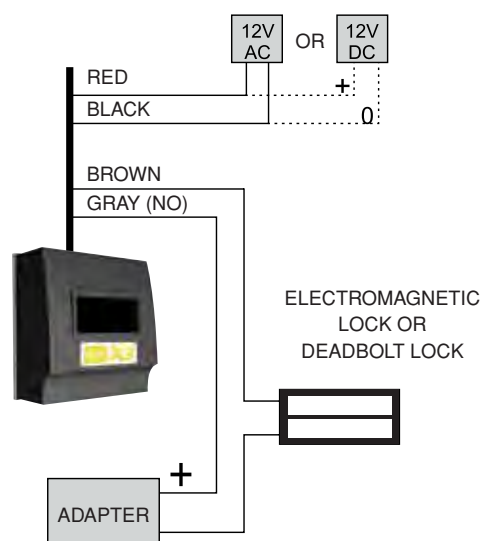 12V
AC
OR
12V
DC
RED
+
BLACK
0
BROWN
GRAY (NO)
ELECTROMAGNETIC
LOCK OR
DEADBOLT LOCK
+
ADAPTER